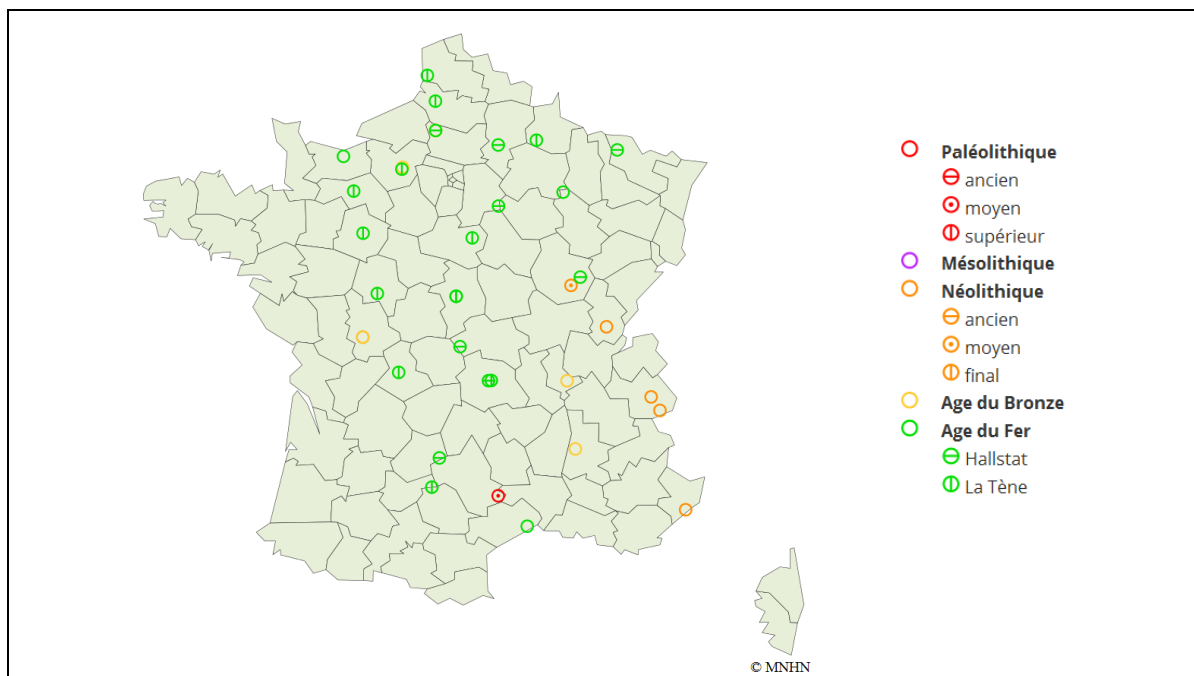 Paléolithique
ancien
moyen
supérieur
Mésolithique
Néolithique
ancien
moyen
final
Age du Bronze
Age du Fer
Hallstat
La Tène
© MNHN